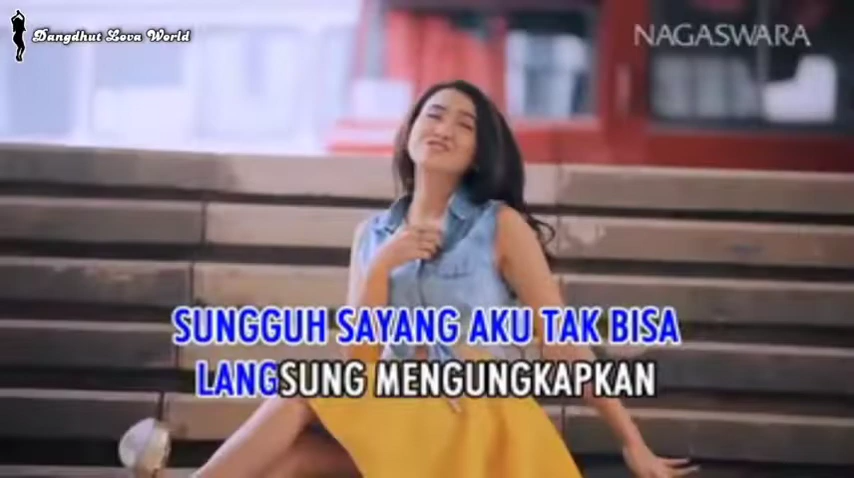 Dangdhut Lova World
NAGASWARA
SUNGGUH SAYANG AKU TAK BISA
LANGSUNG MENGUNGKAPKAN